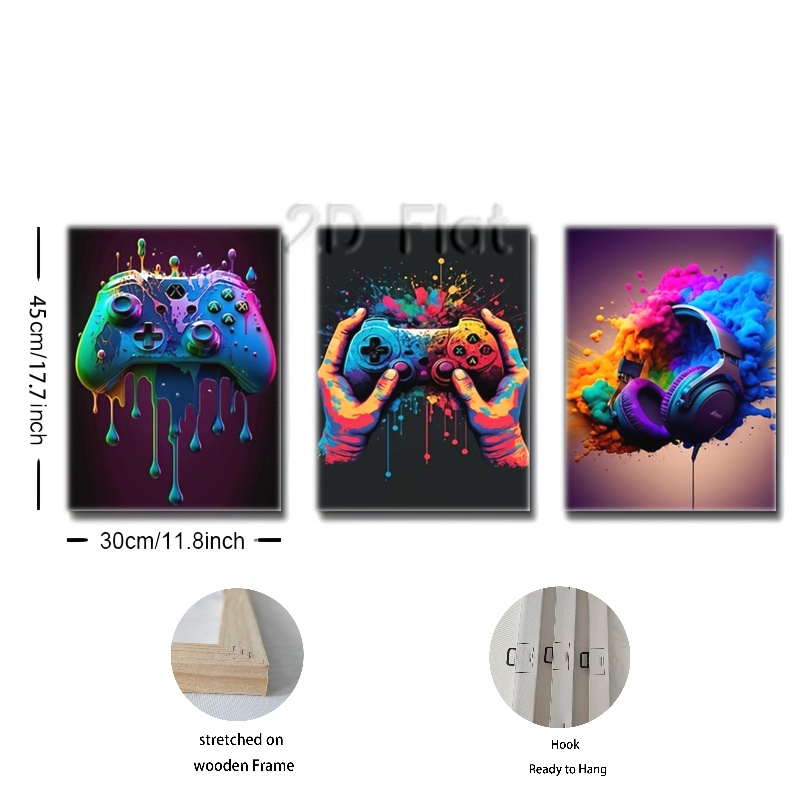 2D Flat
45cm/17.7inch
30cm/11.8inch
stretched on
wooden Frame
Hook
Ready to Hang